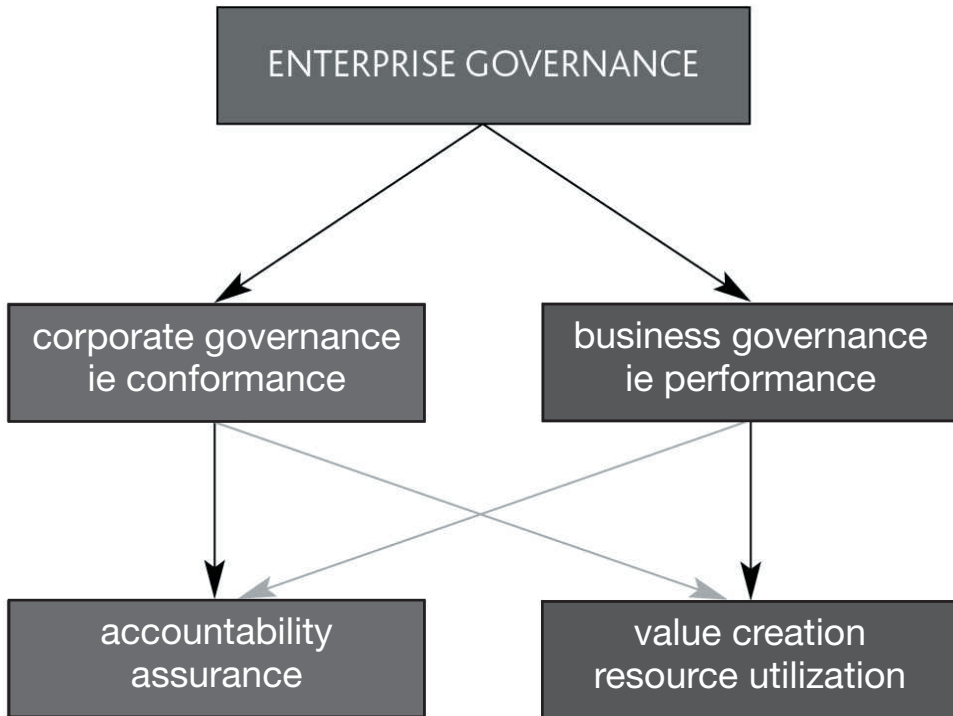 ENTERPRISE GOVERNANCE
corporate governance
ie conformance
business governance
ie performance
accountability
assurance
value creation
resource utilization